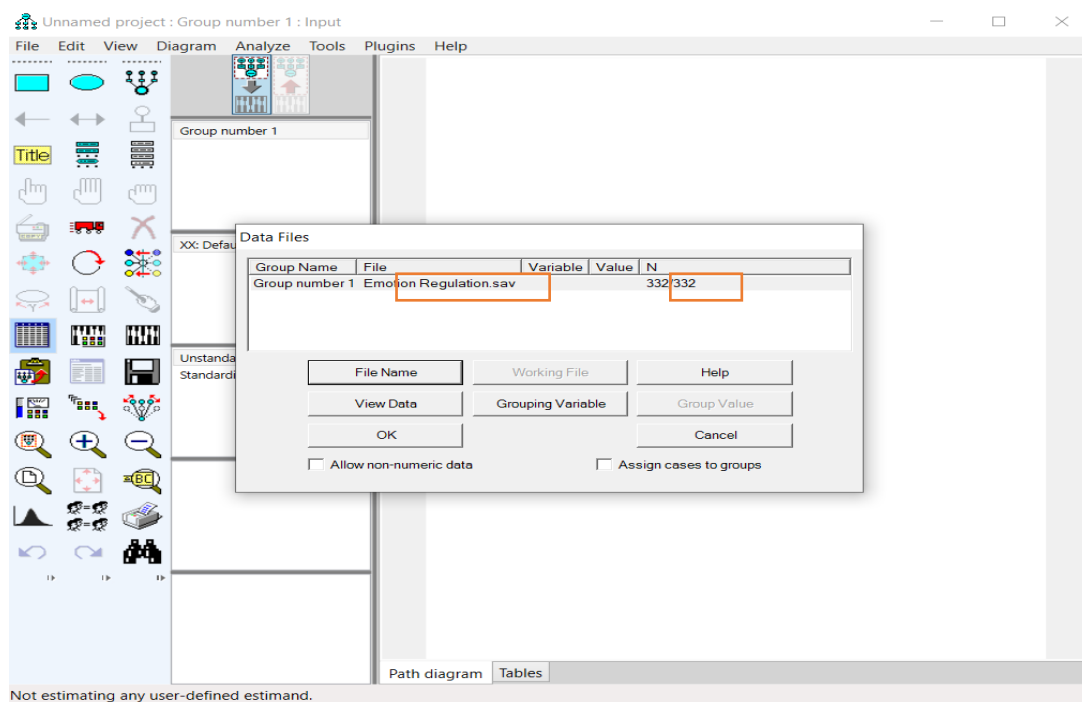 Unnamed project : Group number 1 : Input
File Edit View Diagram Analyze Tools Plugins Help
Title
Group number 1
XX: Defau
Unstanda
Standardi
Data Files
Group Name File Variable Value N
Group number 1 Emotion Regulation.sav 332/332
File Name Working File Help
View Data Grouping Variable Group Value
OK Cancel
Allow non-numeric data Assign cases to groups
Path diagram Tables
Not estimating any user-defined estimand.